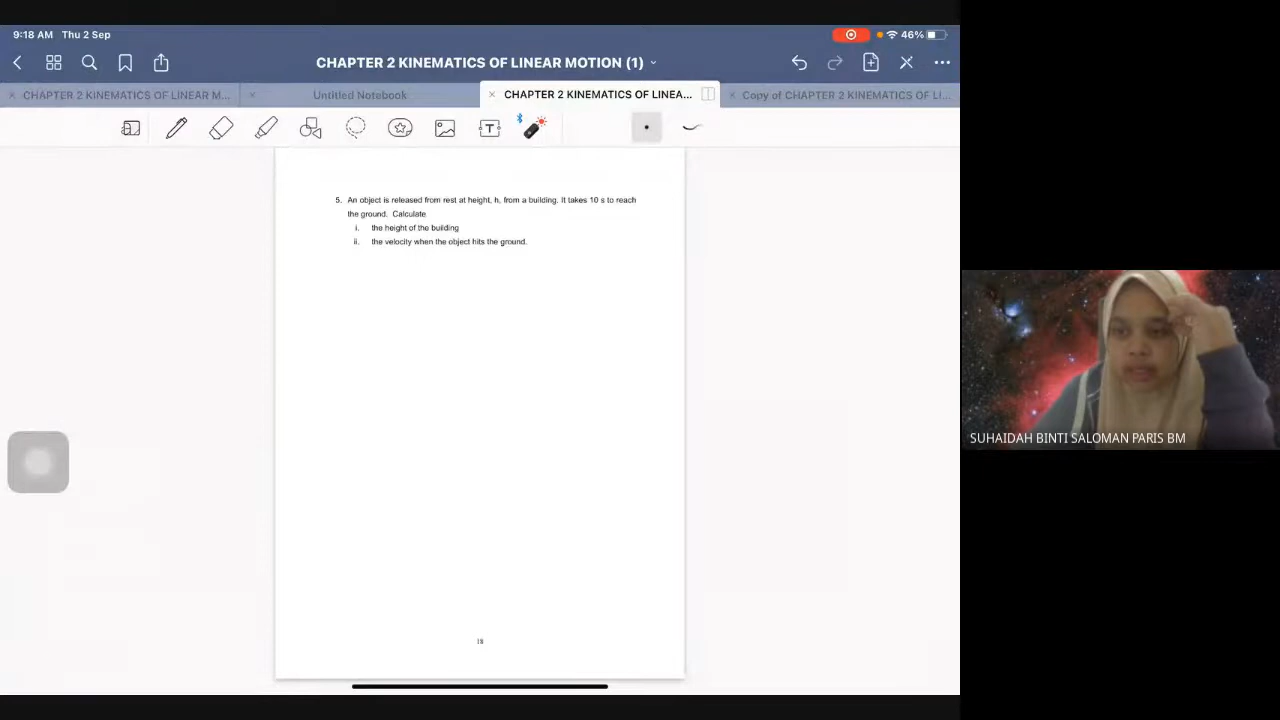 9:18 AM Thu 2 Sep
46%
CHAPTER 2 KINEMATICS OF LINEAR MOTION (1)
CHAPTER 2 KINEMATICS OF LINEAR M...
Untitled Notebook
CHAPTER 2 KINEMATICS OF LINEA...
Copy of CHAPTER 2 KINEMATICS OF LI...
T
5. An object is released from rest at height, h, from a building. It takes 10 s to reach
the ground. Calculate
i. the height of the building
ii. the velocity when the object hits the ground.
SUHAIDAH BINTI SALOMAN PARIS BM
18